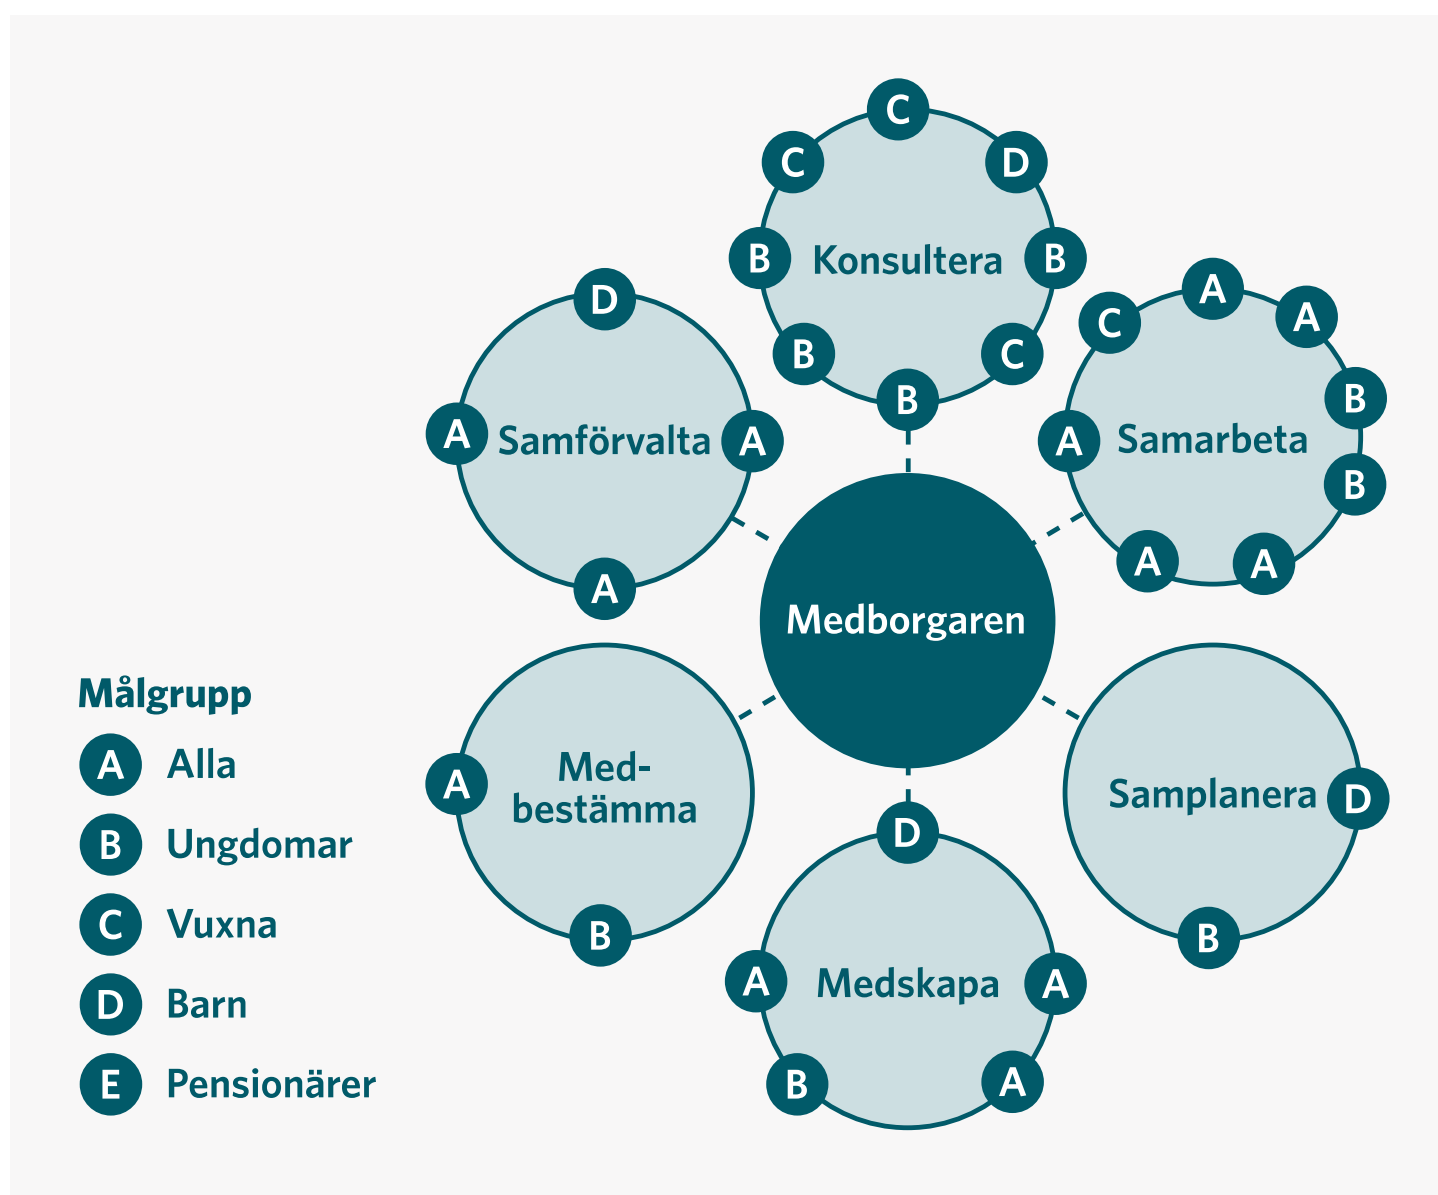 C
C
D
B
Konsultera
B
B
C
B
D
A
Samförvalta
A
A
C
A
A
B
A
Samarbeta
B
A
A
Medborgaren
Med-
bestämma
A
B
Samplanera
D
B
D
A
Medskapa
A
B
A
Målgrupp
A Alla
B Ungdomar
C Vuxna
D Barn
E Pensionärer